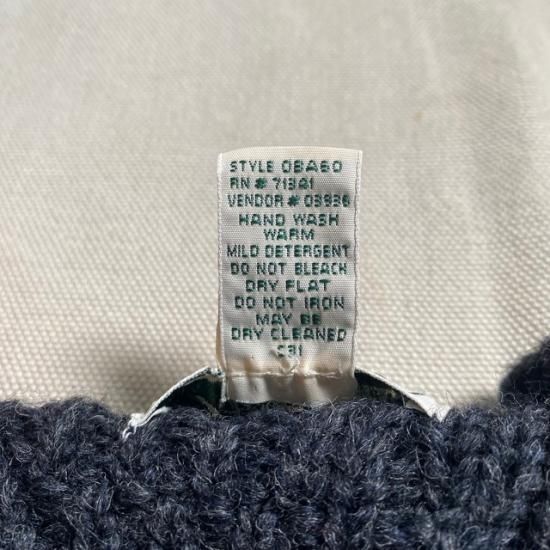 STYLE OBA60
RN # 71341
VENDOR # 03936
HAND WASH
WARM
MILD DETERGENT
DO NOT BLEACH
DRY FLAT
DO NOT IRON
MAY BE
DRY CLEANED
C31